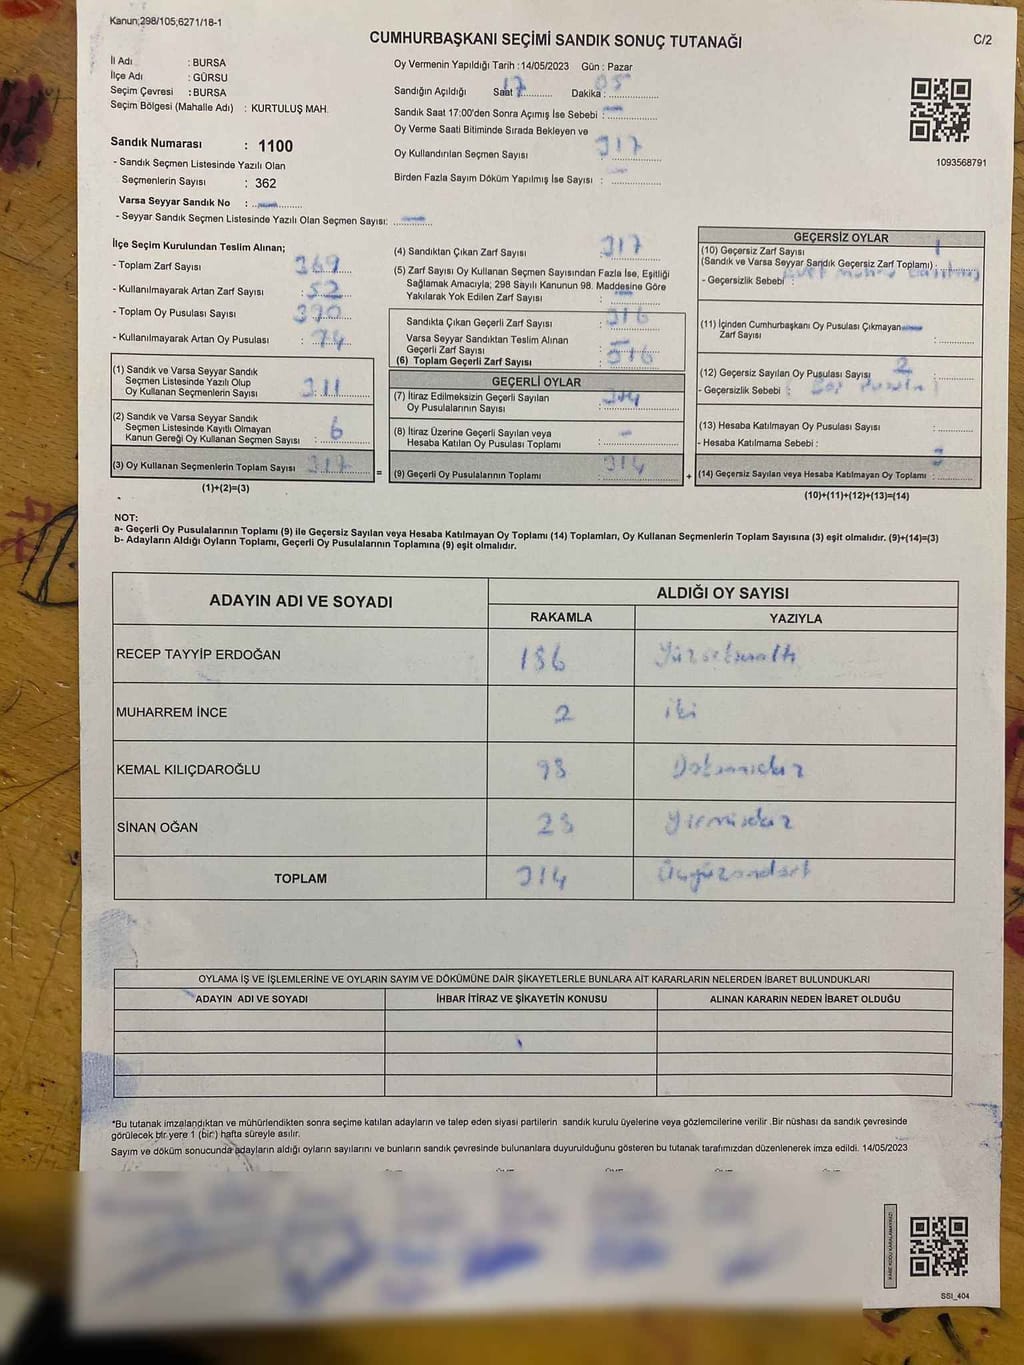 Kanun;298/105;6271/18-1
CUMHURBAŞKANI SEÇİMİ SANDIK SONUÇ TUTANAĞI
C/2
İl Adı : BURSA
İlçe Adı : GÜRSU
Seçim Çevresi : BURSA
Seçim Bölgesi (Mahalle Adı) : KURTULUŞ MAH.
Sandık Numarası : 1100
- Sandık Seçmen Listesinde Yazılı Olan
Seçmenlerin Sayısı : 362
Varsa Seyyar Sandık No :
- Seyyar Sandık Seçmen Listesinde Yazılı Olan Seçmen Sayısı:
Oy Vermenin Yapıldığı Tarih :14/05/2023 Gün : Pazar
Sandığın Açıldığı Saat 17 Dakika : 05
Sandık Saat 17:00'den Sonra Açımış İse Sebebi :
Oy Verme Saati Bitiminde Sırada Bekleyen ve
Oy Kullandırılan Seçmen Sayısı 317
Birden Fazla Sayım Döküm Yapılmış İse Sayısı :
1093568791
İlçe Seçim Kurulundan Teslim Alınan;
- Toplam Zarf Sayısı 369
- Kullanılmayarak Artan Zarf Sayısı : 52
- Toplam Oy Pusulası Sayısı 390
- Kullanılmayarak Artan Oy Pusulası : 74
(1) Sandık ve Varsa Seyyar Sandık
Seçmen Listesinde Yazılı Olup
Oy Kullanan Seçmenlerin Sayısı 311
(2) Sandık ve Varsa Seyyar Sandık
Seçmen Listesinde Kayıtlı Olmayan
Kanun Gereği Oy Kullanan Seçmen Sayısı : 6
(3) Oy Kullanan Seçmenlerin Toplam Sayısı 317
(1)+(2)=(3)
=
(4) Sandıktan Çıkan Zarf Sayısı 317
(5) Zarf Sayısı Oy Kullanan Seçmen Sayısından Fazla İse, Eşitliği
Sağlamak Amacıyla; 298 Sayılı Kanunun 98. Maddesine Göre
Yakılarak Yok Edilen Zarf Sayısı :
Sandıkta Çıkan Geçerli Zarf Sayısı : 316
Varsa Seyyar Sandıktan Teslim Alınan
Geçerli Zarf Sayısı :
(6) Toplam Geçerli Zarf Sayısı : 316
GEÇERLİ OYLAR
(7) İtiraz Edilmeksizin Geçerli Sayılan
Oy Pusulalarının Sayısı : 314
(8) İtiraz Üzerine Geçerli Sayılan veya
Hesaba Katılan Oy Pusulası Toplamı :
(9) Geçerli Oy Pusulalarının Toplamı : 314
+
GEÇERSİZ OYLAR
(10) Geçersiz Zarf Sayısı 1
(Sandık ve Varsa Seyyar Sandık Geçersiz Zarf Toplamı) :
- Geçersizlik Sebebi :
(11) İçinden Cumhurbaşkanı Oy Pusulası Çıkmayan
Zarf Sayısı :
(12) Geçersiz Sayılan Oy Pusulası Sayısı 2
- Geçersizlik Sebebi : Boş Pusula
(13) Hesaba Katılmayan Oy Pusulası Sayısı :
- Hesaba Katılmama Sebebi :
(14) Geçersiz Sayılan veya Hesaba Katılmayan Oy Toplamı : 3
(10)+(11)+(12)+(13)=(14)
NOT:
a- Geçerli Oy Pusulalarının Toplamı (9) ile Geçersiz Sayılan veya Hesaba Katılmayan Oy Toplamı (14) Toplamları, Oy Kullanan Seçmenlerin Toplam Sayısına (3) eşit olmalıdır. (9)+(14)=(3)
b- Adayların Aldığı Oyların Toplamı, Geçerli Oy Pusulalarının Toplamına (9) eşit olmalıdır.
ADAYIN ADI VE SOYADI ALDIĞI OY SAYISI
RAKAMLA YAZIYLA
RECEP TAYYİP ERDOĞAN 186 Yüzseksenaltı
MUHARREM İNCE 2 iki
KEMAL KILIÇDAROĞLU 98 Doksansekiz
SİNAN OĞAN 28 Yirmisekiz
TOPLAM 314 Üçyüzondört
OYLAMA İŞ VE İŞLEMLERİNE VE OYLARIN SAYIM VE DÖKÜMÜNE DAİR ŞİKAYETLERLE BUNLARA AİT KARARLARIN NELERDEN İBARET BULUNDUKLARI
ADAYIN ADI VE SOYADI İHBAR İTİRAZ VE ŞİKAYETİN KONUSU ALINAN KARARIN NEDEN İBARET OLDUĞU
*Bu tutanak imzalandıktan ve mühürlendikten sonra seçime katılan adayların ve talep eden siyasi partilerin sandık kurulu üyelerine veya gözlemcilerine verilir .Bir nüshası da sandık çevresinde
görülecek bir yere 1 (bir) hafta süreyle asılır.
Sayım ve döküm sonucunda adayların aldığı oyların sayılarını ve bunların sandık çevresinde bulunanlara duyurulduğunu gösteren bu tutanak tarafımızdan düzenlenerek imza edildi. 14/05/2023
SSI_404